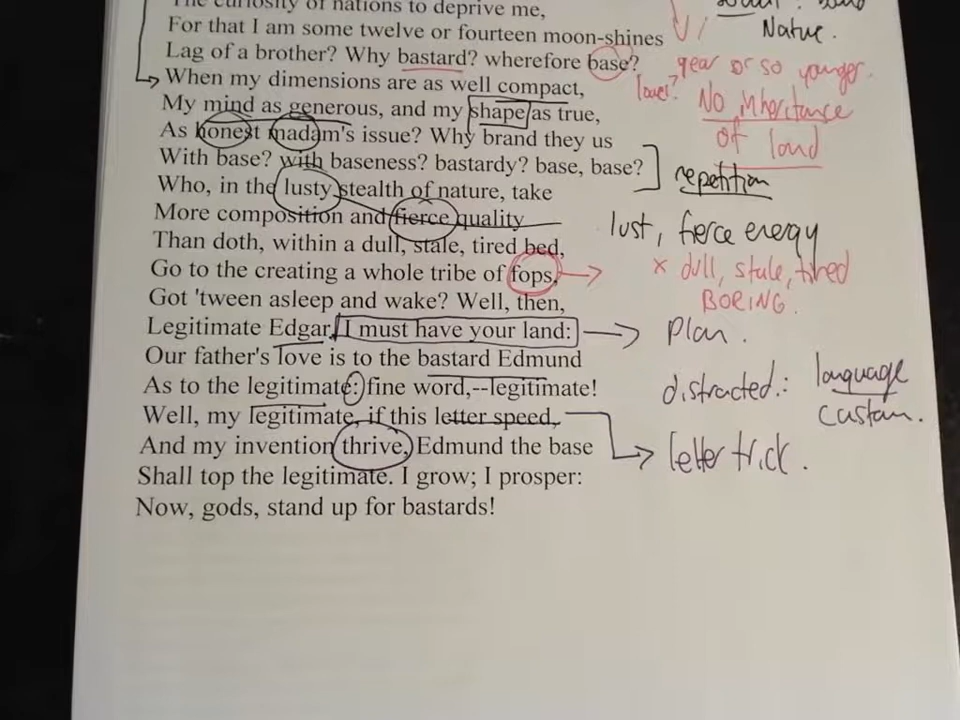 The curiosity of nations to deprive me,
For that I am some twelve or fourteen moon-shines
Nature.
Lag of a brother? Why bastard? wherefore base?
year or so younger.
lower?
When my dimensions are as well compact,
My mind as generous, and my shape as true,
No inheritance
of land
As honest madam's issue? Why brand they us
With base? with baseness? bastardy? base, base?
repetition
Who, in the lusty stealth of nature, take
More composition and fierce quality
lust, fierce energy
Than doth, within a dull, stale, tired bed,
Go to the creating a whole tribe of fops,
x dull, stale, tired
BORING.
Got 'tween asleep and wake? Well, then,
Legitimate Edgar, I must have your land:
plan.
Our father's love is to the bastard Edmund
As to the legitimate: fine word,--legitimate!
distracted: language
custom.
Well, my legitimate, if this letter speed,
And my invention thrive, Edmund the base
letter trick.
Shall top the legitimate. I grow; I prosper:
Now, gods, stand up for bastards!